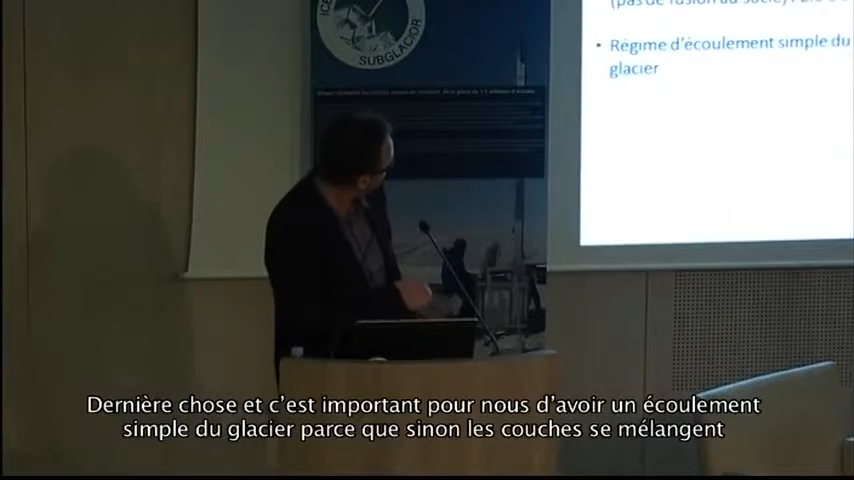 ICE
SUBGLACIOR
(pas de fusion au socle)
• Régime d'écoulement simple du
glacier
Dernière chose et c'est important pour nous d'avoir un écoulement
simple du glacier parce que sinon les couches se mélangent